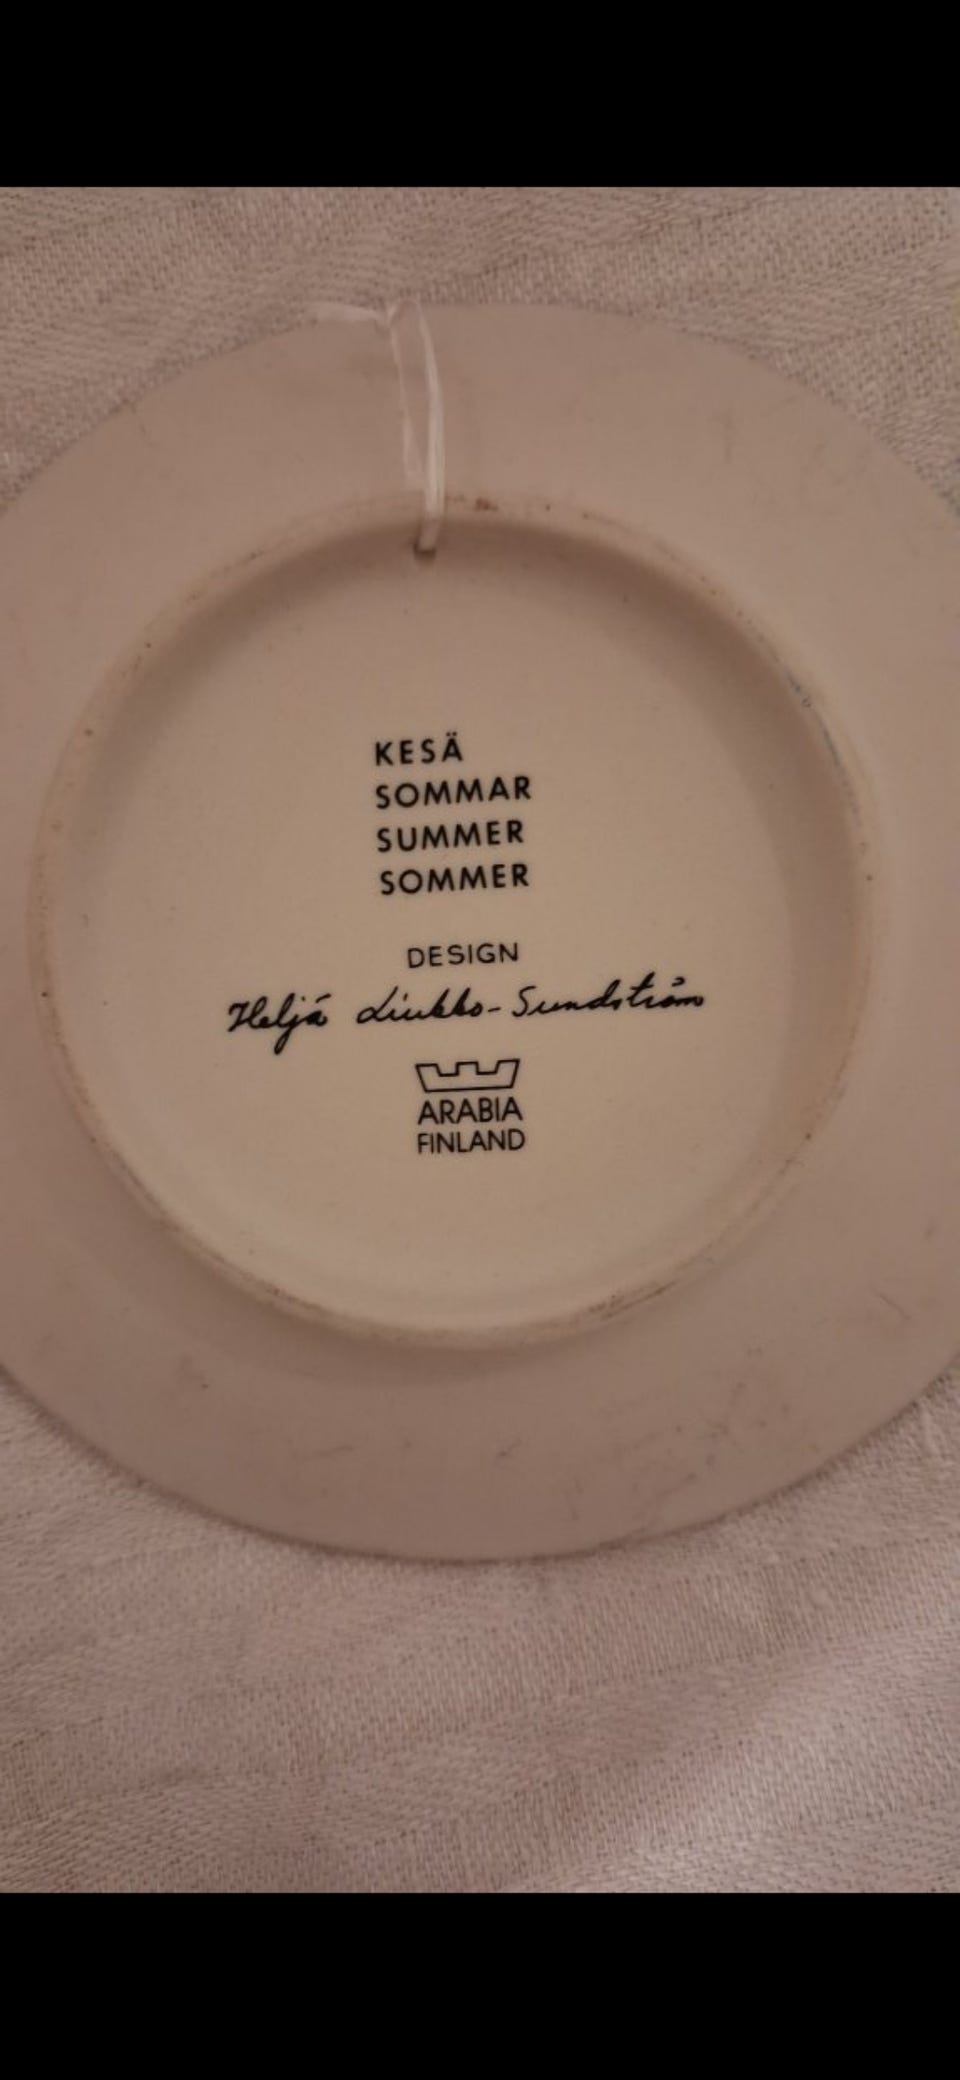 KESÄ
SOMMAR
SUMMER
SOMMER
DESIGN
Heljä Liukko-Sundström
ARABIA
FINLAND